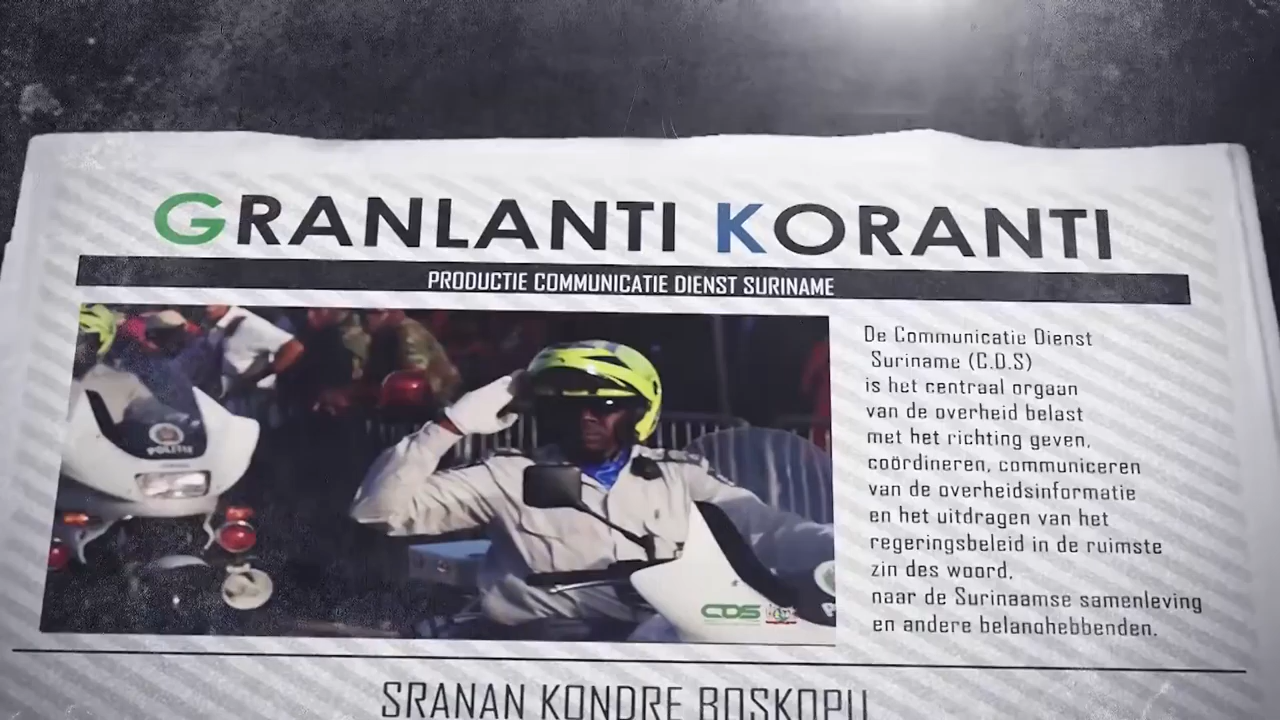 GRANLANTI KORANTI
PRODUCTIE COMMUNICATIE DIENST SURINAME
POLITIE
CDS
De Communicatie Dienst
Suriname (C.D.S)
is het centraal orgaan
van de overheid belast
met het richting geven,
coördineren, communiceren
van de overheidsinformatie
en het uitdragen van het
regeringsbeleid in de ruimste
zin des woord,
naar de Surinaamse samenleving
en andere belanghebbenden.
SRANAN KONDRE BOSKOPU